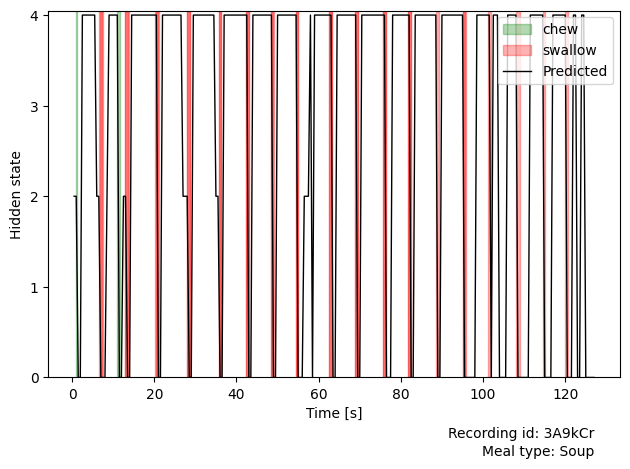 4
3
2
1
0
Hidden state
0
20
40
60
80
100
120
Time [s]
chew
swallow
Predicted
Recording id: 3A9kCr
Meal type: Soup